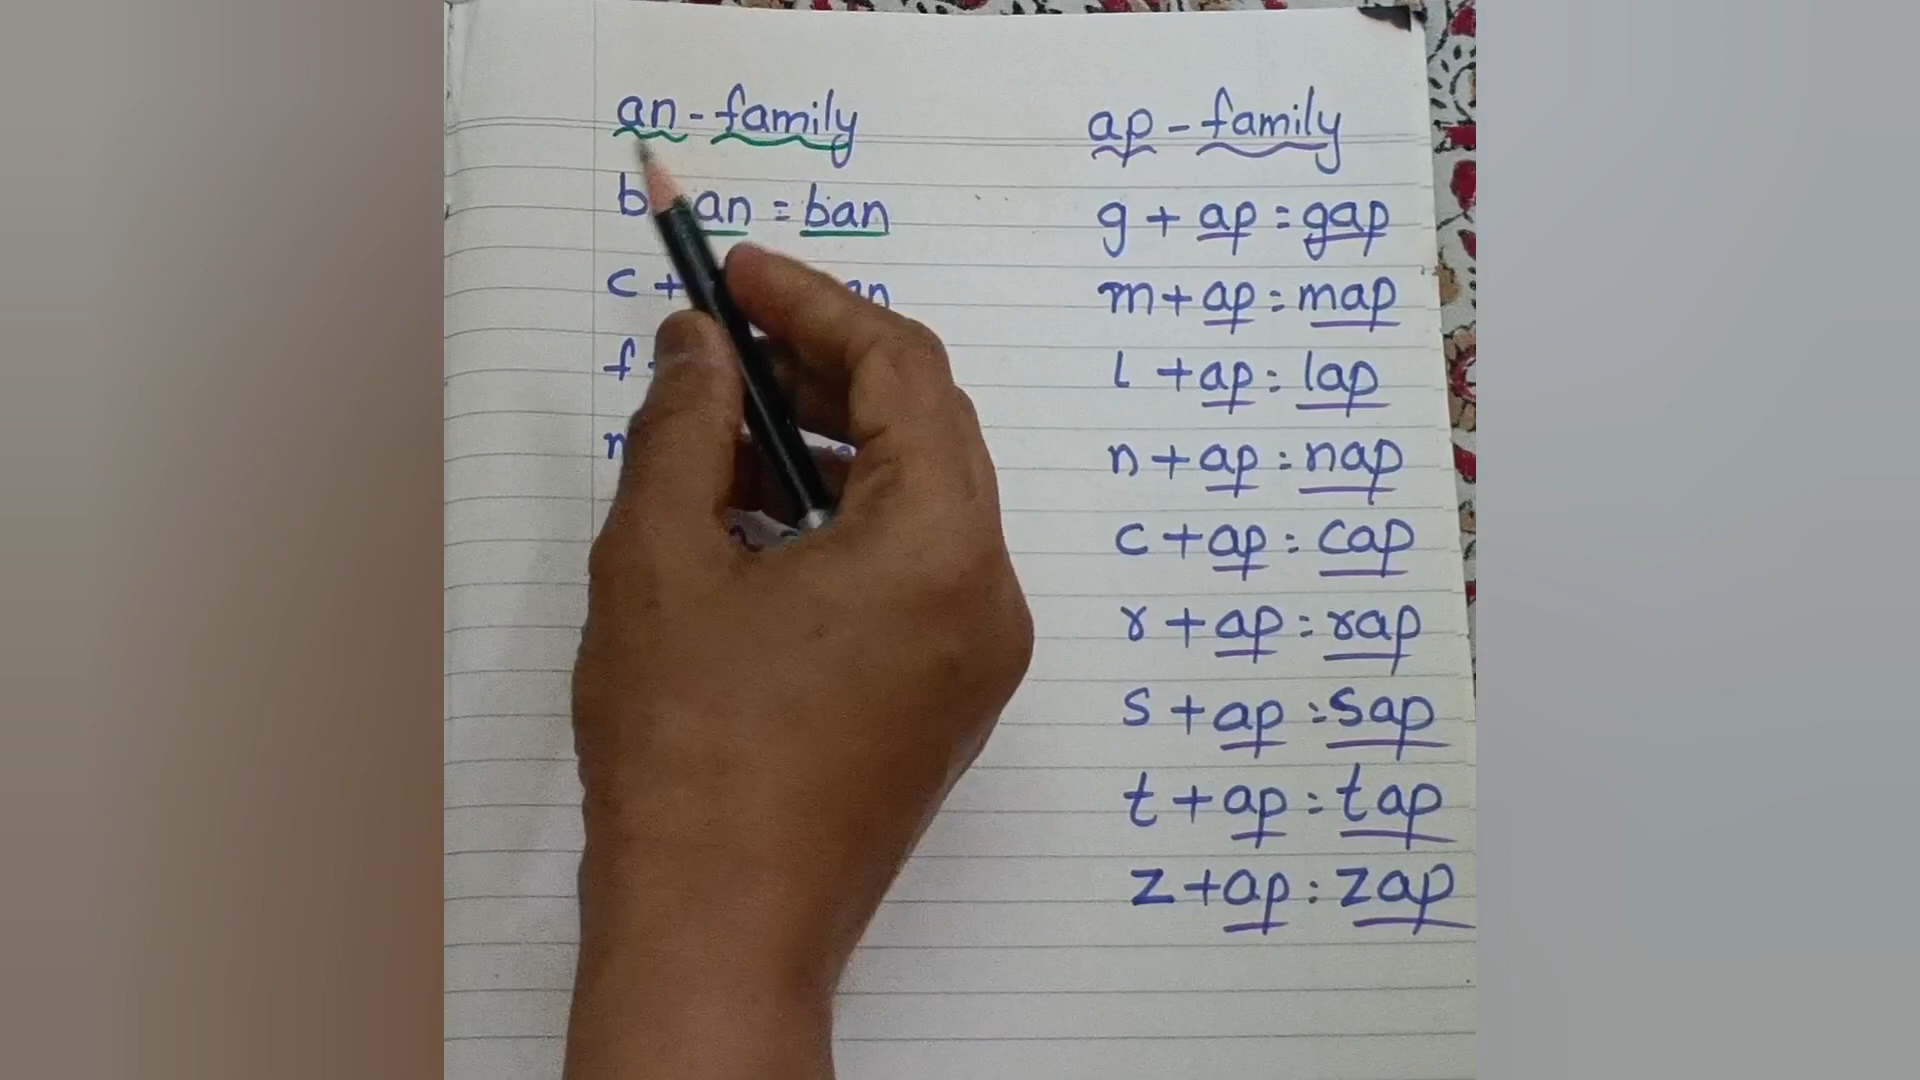 an - family
b an = ban
c +
f
ap - family
g + ap = gap
m + ap = map
l + ap = lap
n + ap = nap
c + ap = cap
r + ap = rap
s + ap = sap
t + ap = tap
z + ap = zap